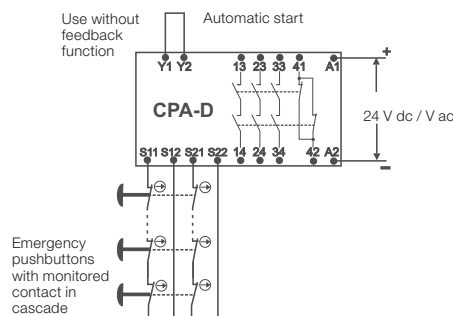 Use without
feedback
function
Automatic start
Y1 Y2 13 23 33 41 A1
+
CPA-D
24 V dc / V ac
S11 S12 S21 S22 14 24 34 42 A2
−
Emergency
pushbuttons
with monitored
contact in
cascade